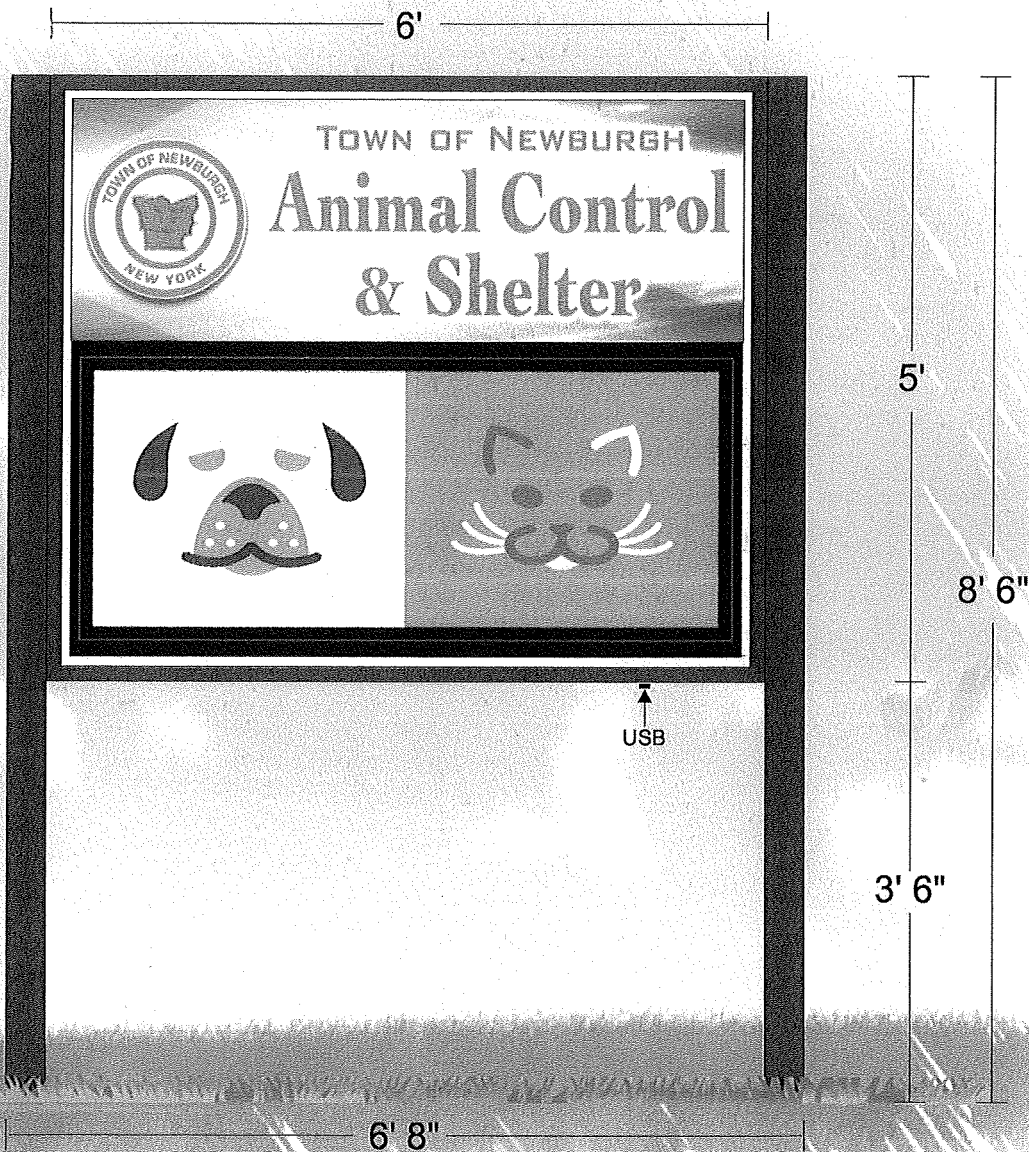 6'
TOWN OF NEWBURGH
TOWN OF NEWBURGH
NEW YORK
Animal Control
& Shelter
5'
8' 6"
USB
3' 6"
6' 8"